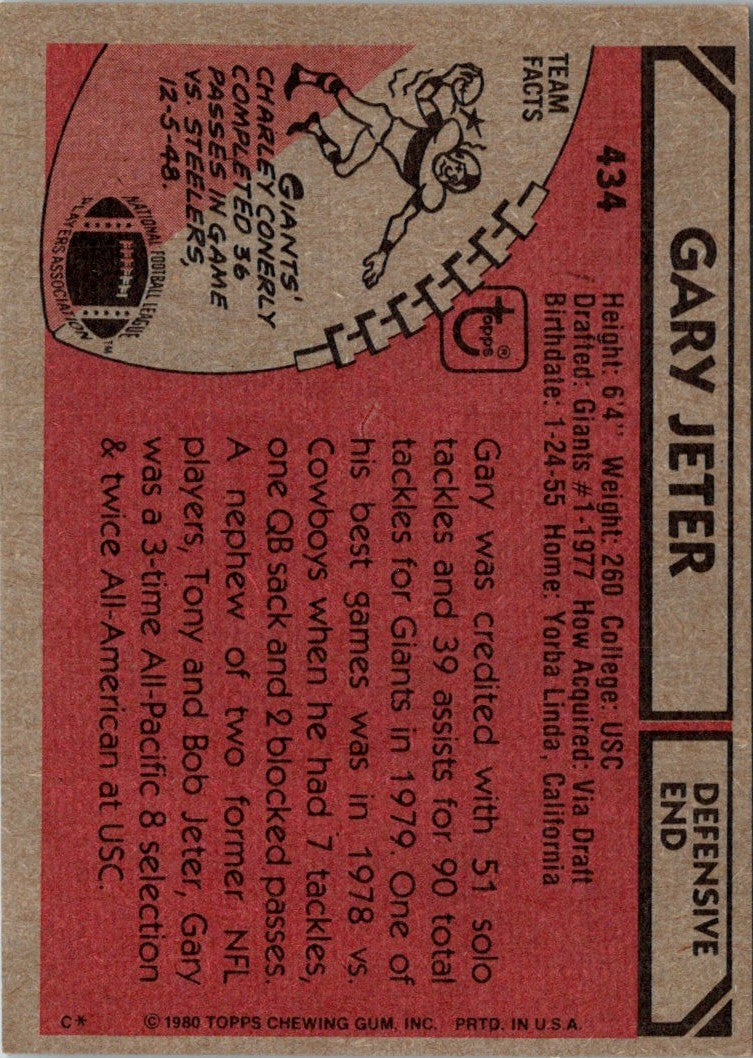 434
GARY JETER
DEFENSIVE
END
Height: 6'4" Weight: 260 College: USC
Drafted: Giants #1-1977 How Acquired: Via Draft
Birthdate: 1-24-55 Home: Yorba Linda, California
TEAM
FACTS
GIANTS'
CHARLEY CONERLY
COMPLETED 36
PASSES IN GAME
VS. STEELERS,
12-5-48.
topps®
NATIONAL FOOTBALL LEAGUE
PLAYERS ASSOCIATION
TM
Gary was credited with 51 solo
tackles and 39 assists for 90 total
tackles for Giants in 1979. One of
his best games was in 1978 vs.
Cowboys when he had 7 tackles,
one QB sack and 2 blocked passes.
A nephew of two former NFL
players, Tony and Bob Jeter, Gary
was a 3-time All-Pacific 8 selection
& twice All-American at USC.
C* © 1980 TOPPS CHEWING GUM, INC. PRTD. IN U.S.A.